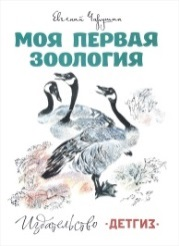 Евгений Чарушин
МОЯ ПЕРВАЯ
ЗООЛОГИЯ
Издательство • ДЕТГИЗ •